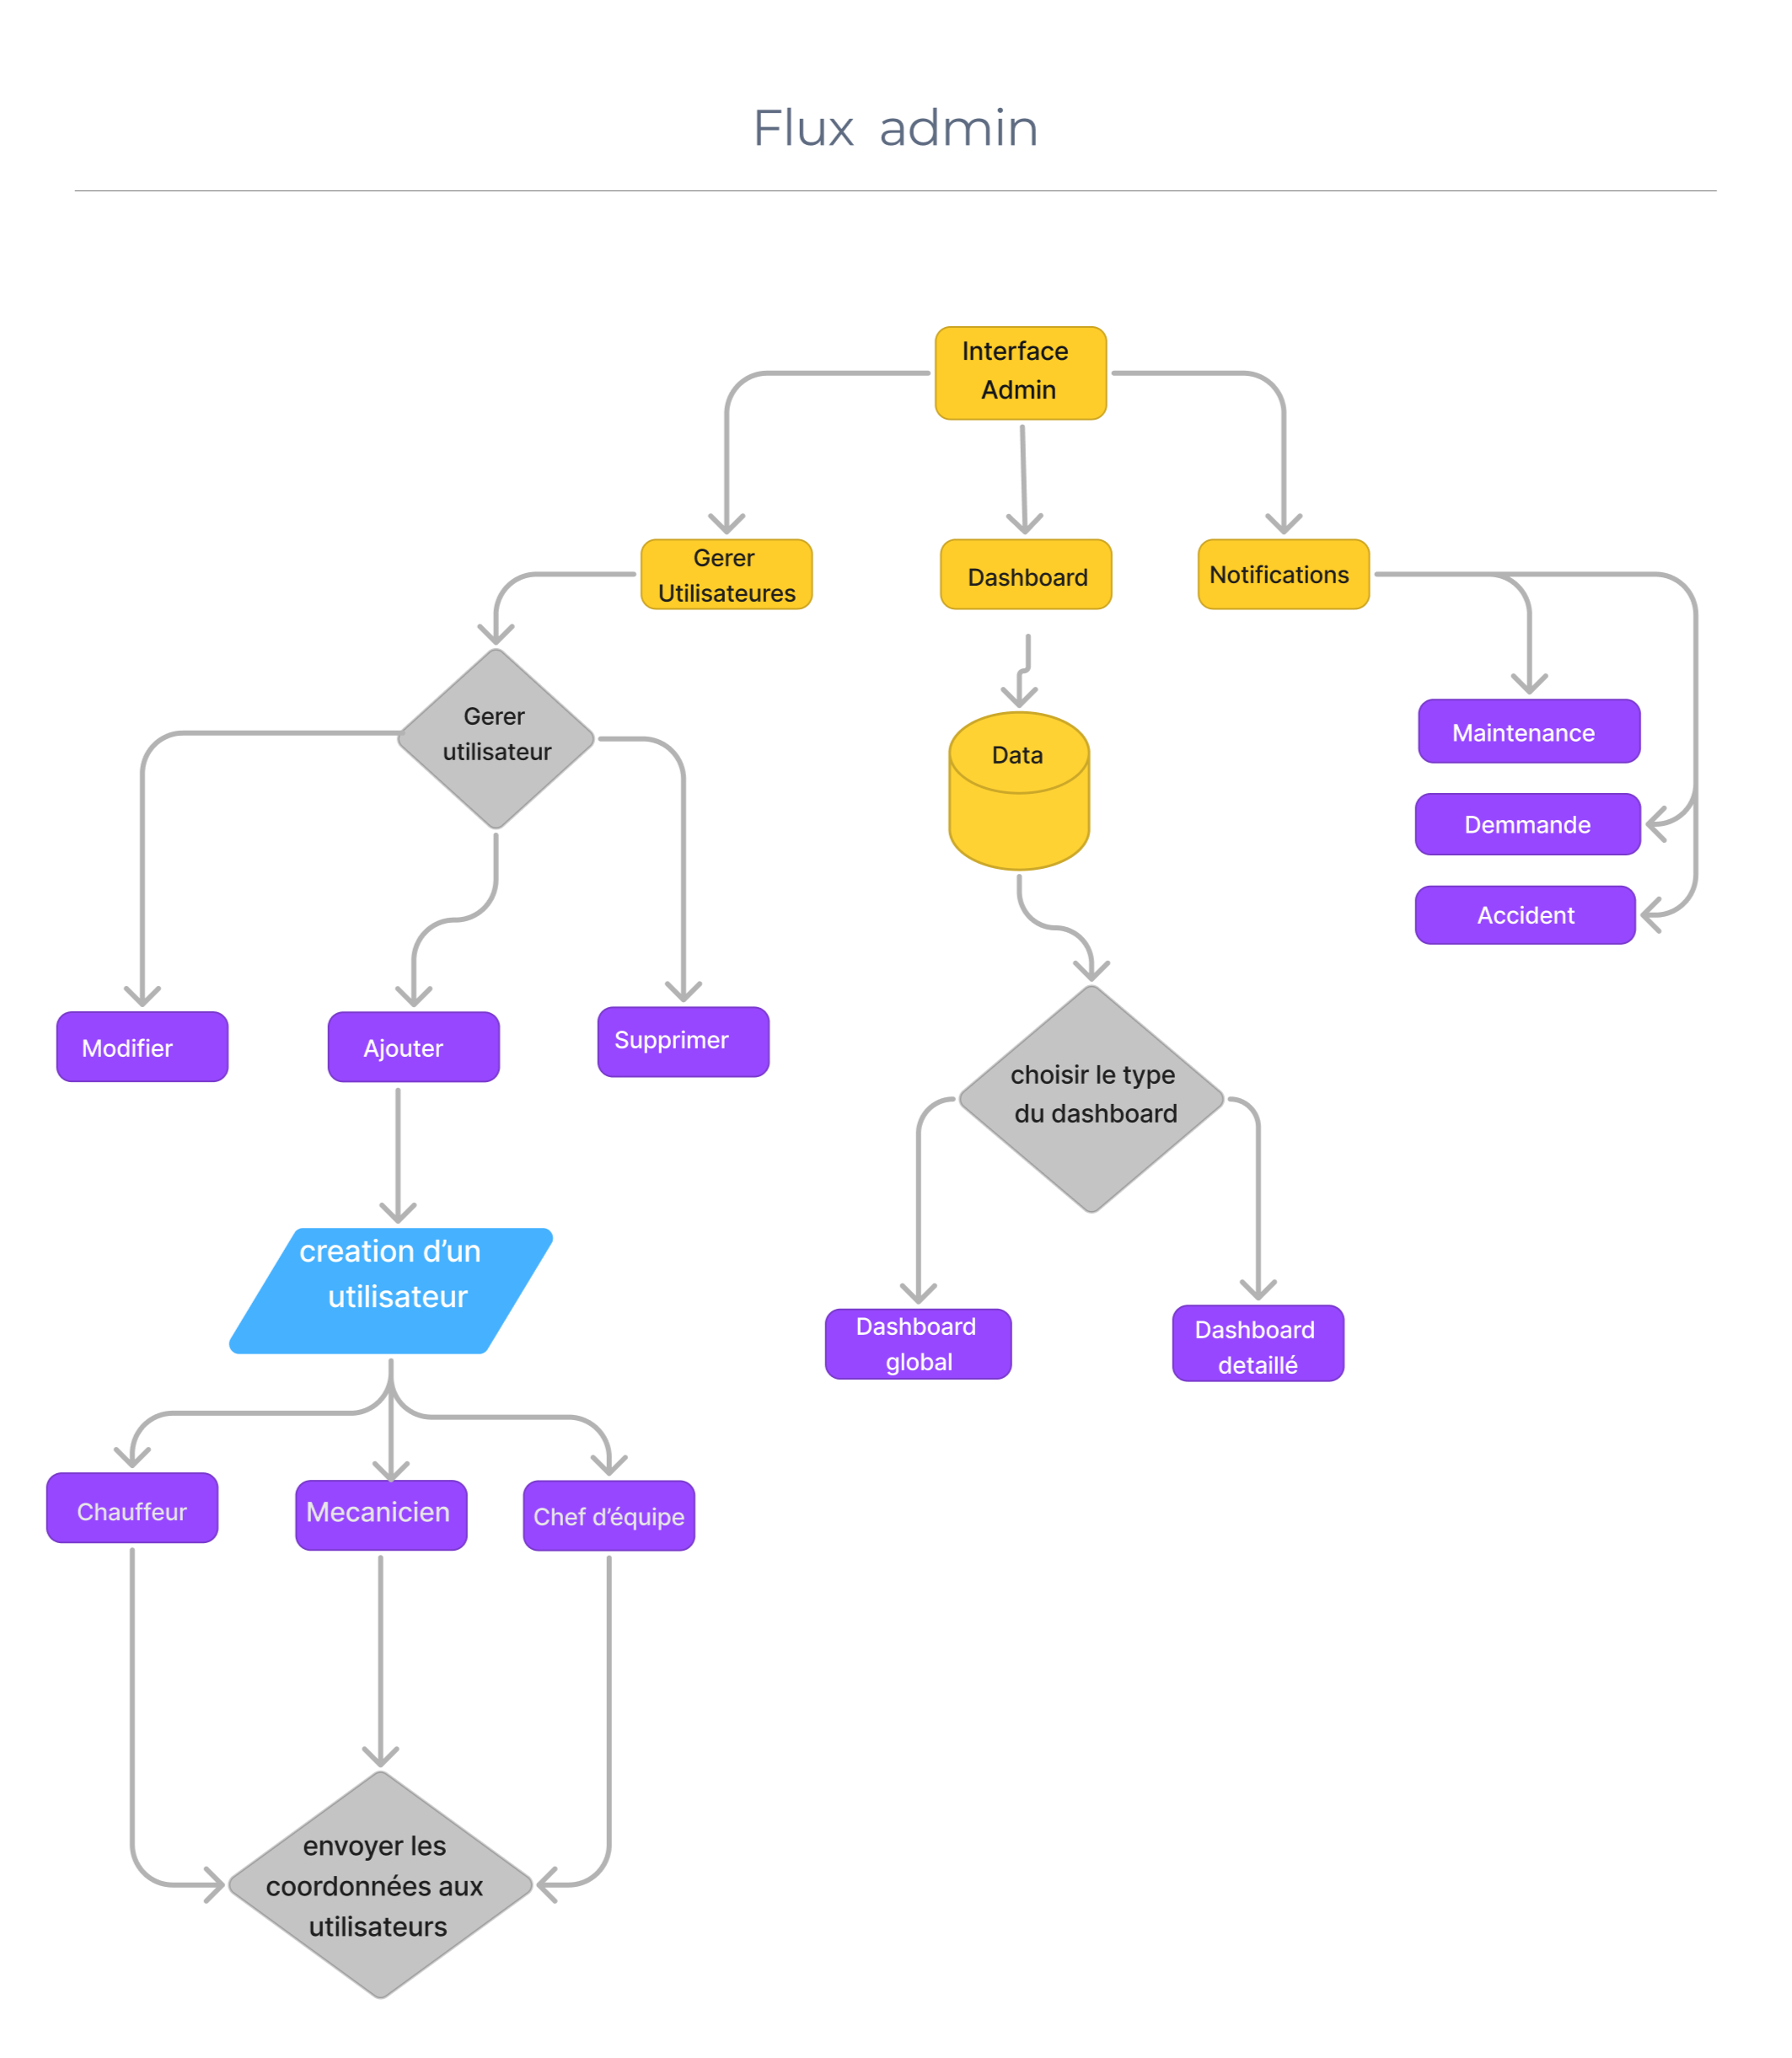 Flux admin
Interface
Admin
Gerer
Utilisateures
Dashboard
Notifications
Gerer
utilisateur
Data
Maintenance
Demmande
Accident
Modifier
Ajouter
Supprimer
choisir le type
du dashboard
creation d'un
utilisateur
Dashboard
global
Dashboard
detaillé
Chauffeur
Mecanicien
Chef d'équipe
envoyer les
coordonnées aux
utilisateurs